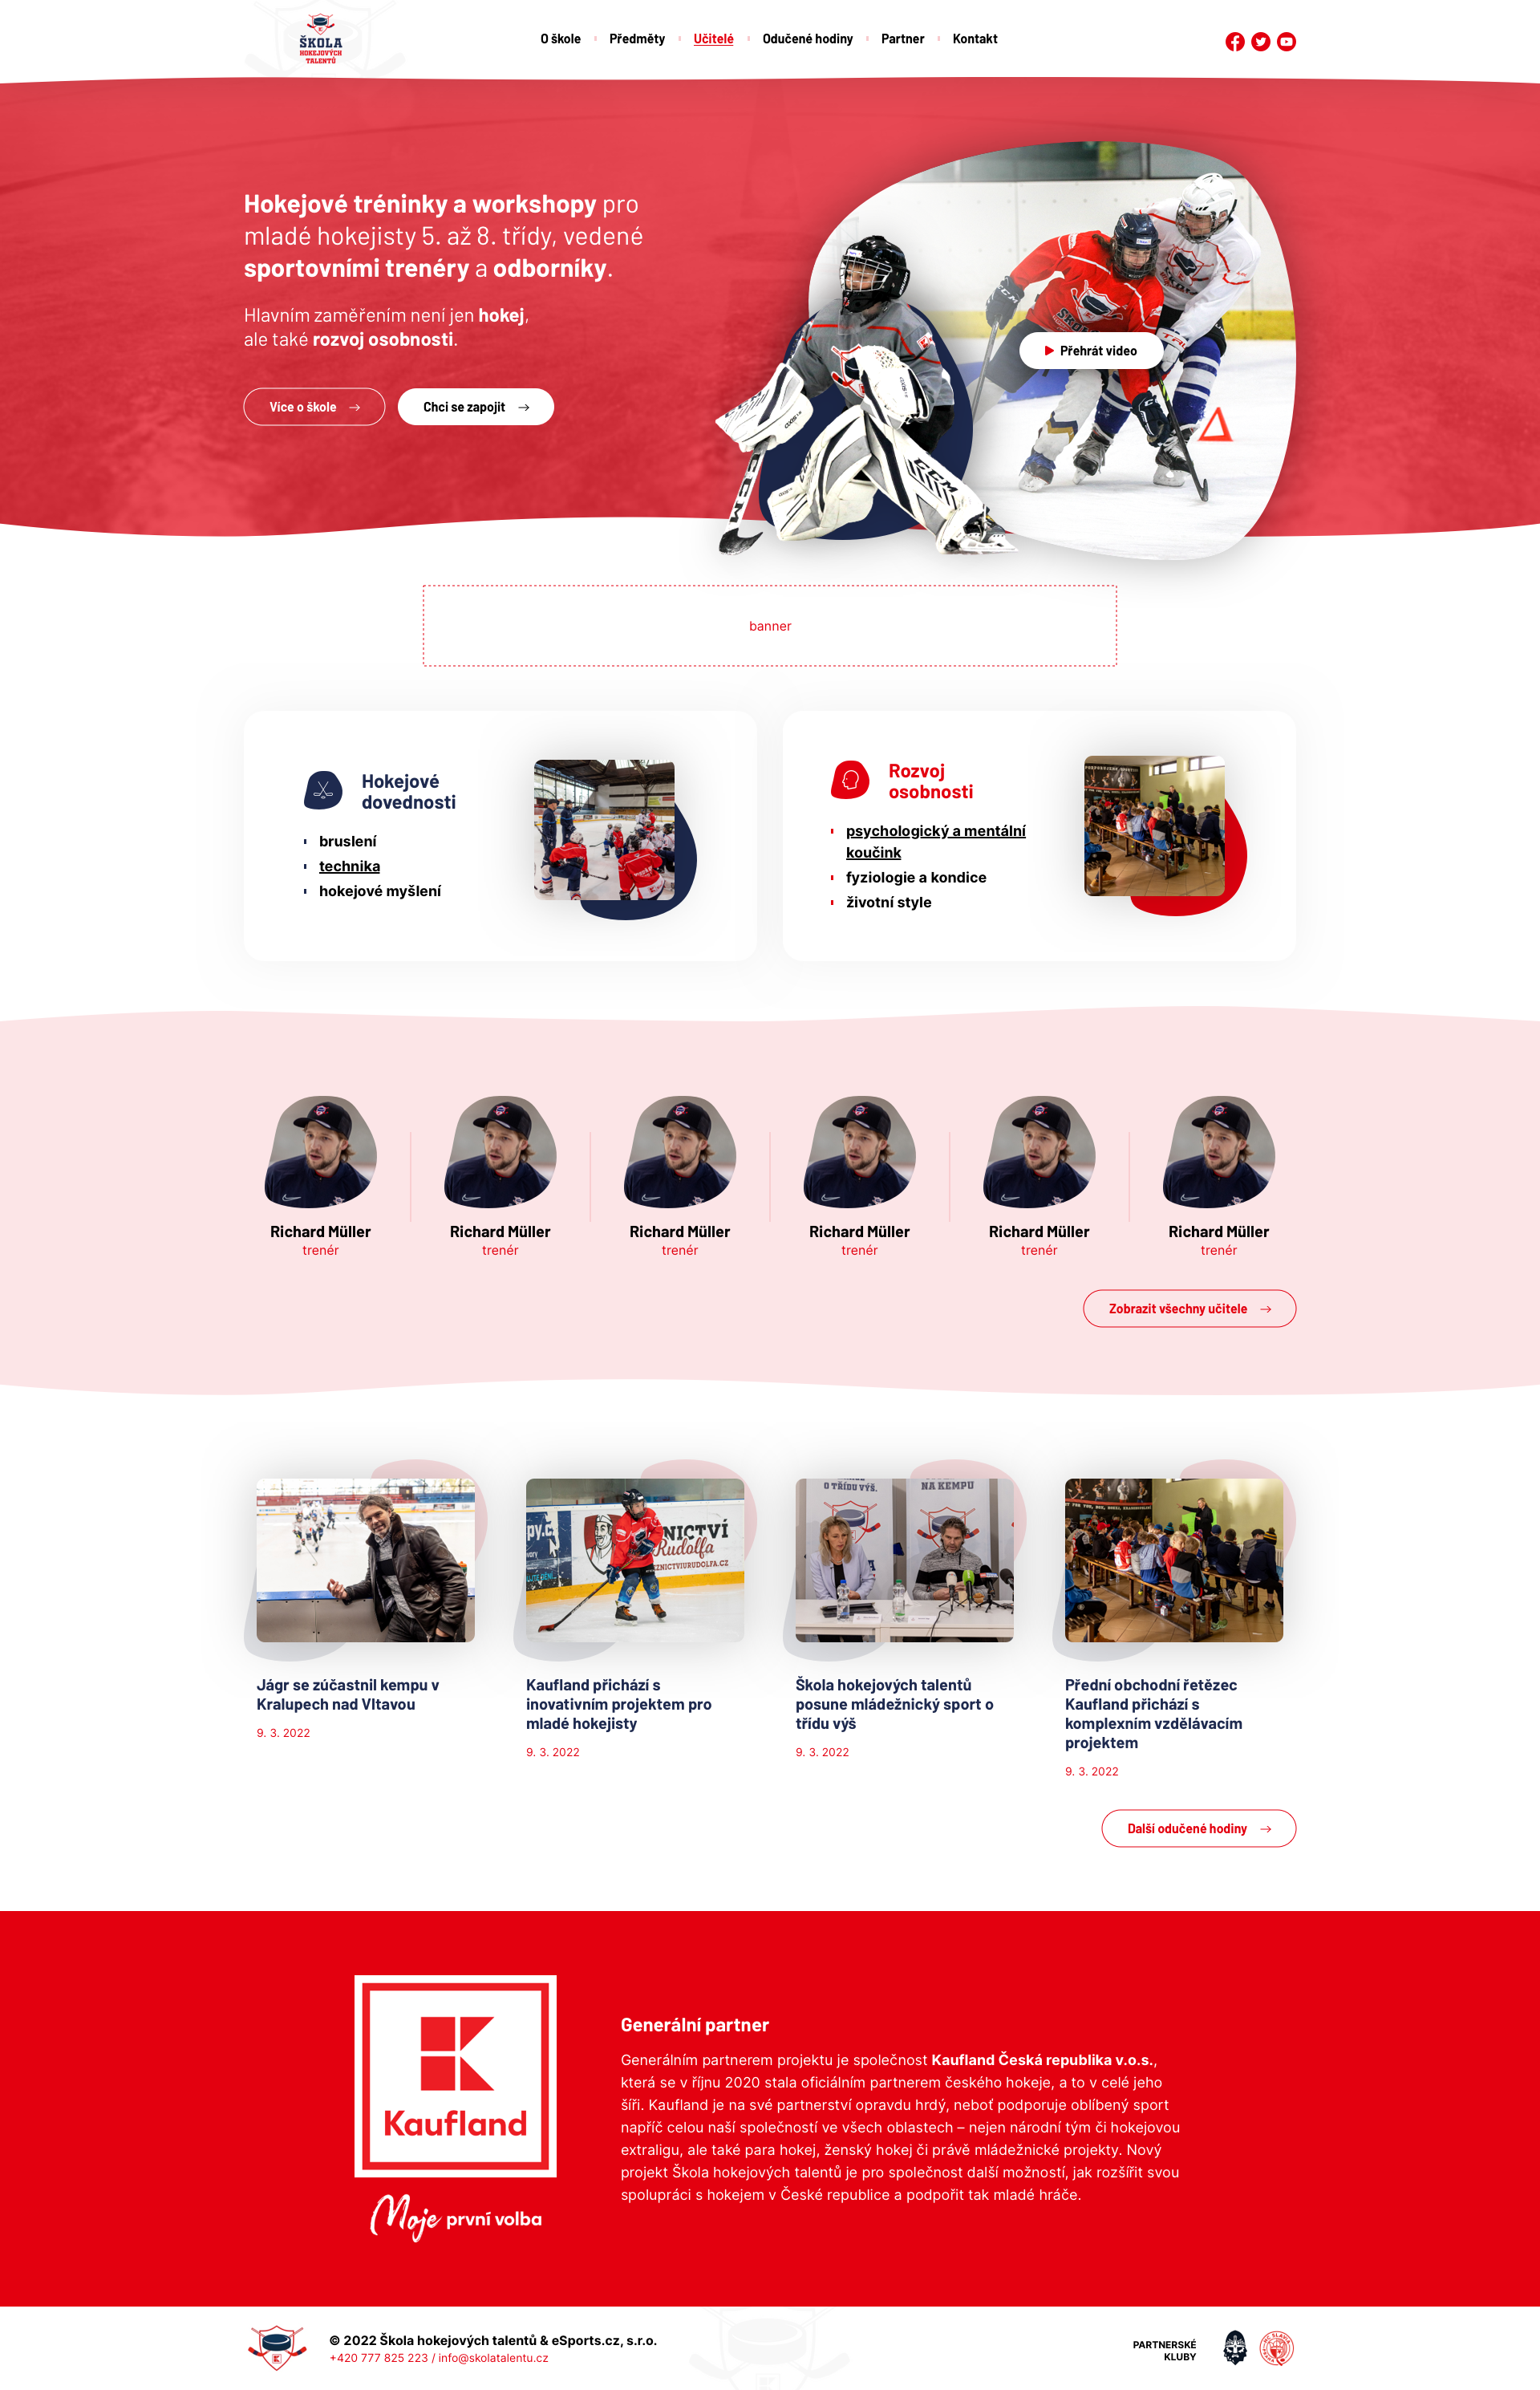 ŠKOLA
HOKEJOVÝCH
TALENTŮ
O škole
Předměty
Učitelé
Odučené hodiny
Partner
Kontakt
Hokejové tréninky a workshopy pro
mladé hokejisty 5. až 8. třídy, vedené
sportovními trenéry a odborníky.
Hlavním zaměřením není jen hokej,
ale také rozvoj osobnosti.
Více o škole
Chci se zapojit
Přehrát video
CCM
CCM
banner
Hokejové
dovednosti
bruslení
technika
hokejové myšlení
Rozvoj
osobnosti
psychologický a mentální
koučink
fyziologie a kondice
životní style
Richard Müller
trenér
Richard Müller
trenér
Richard Müller
trenér
Richard Müller
trenér
Richard Müller
trenér
Richard Müller
trenér
Zobrazit všechny učitele
NICTVÍ
Rudolfa
O TŘÍDU VÝŠ.
NA KEMPU
Jágr se zúčastnil kempu v
Kralupech nad Vltavou
9. 3. 2022
Kaufland přichází s
inovativním projektem pro
mladé hokejisty
9. 3. 2022
Škola hokejových talentů
posune mládežnický sport o
třídu výš
9. 3. 2022
Přední obchodní řetězec
Kaufland přichází s
komplexním vzdělávacím
projektem
9. 3. 2022
Další odučené hodiny
Kaufland
Moje první volba
Generální partner
Generálním partnerem projektu je společnost Kaufland Česká republika v.o.s.,
která se v říjnu 2020 stala oficiálním partnerem českého hokeje, a to v celé jeho
šíři. Kaufland je na své partnerství opravdu hrdý, neboť podporuje oblíbený sport
napříč celou naší společností ve všech oblastech – nejen národní tým či hokejovou
extraligu, ale také para hokej, ženský hokej či právě mládežnické projekty. Nový
projekt Škola hokejových talentů je pro společnost další možností, jak rozšířit svou
spolupráci s hokejem v České republice a podpořit tak mladé hráče.
© 2022 Škola hokejových talentů & eSports.cz, s.r.o.
+420 777 825 223 / info@skolatalentu.cz
PARTNERSKÉ
KLUBY